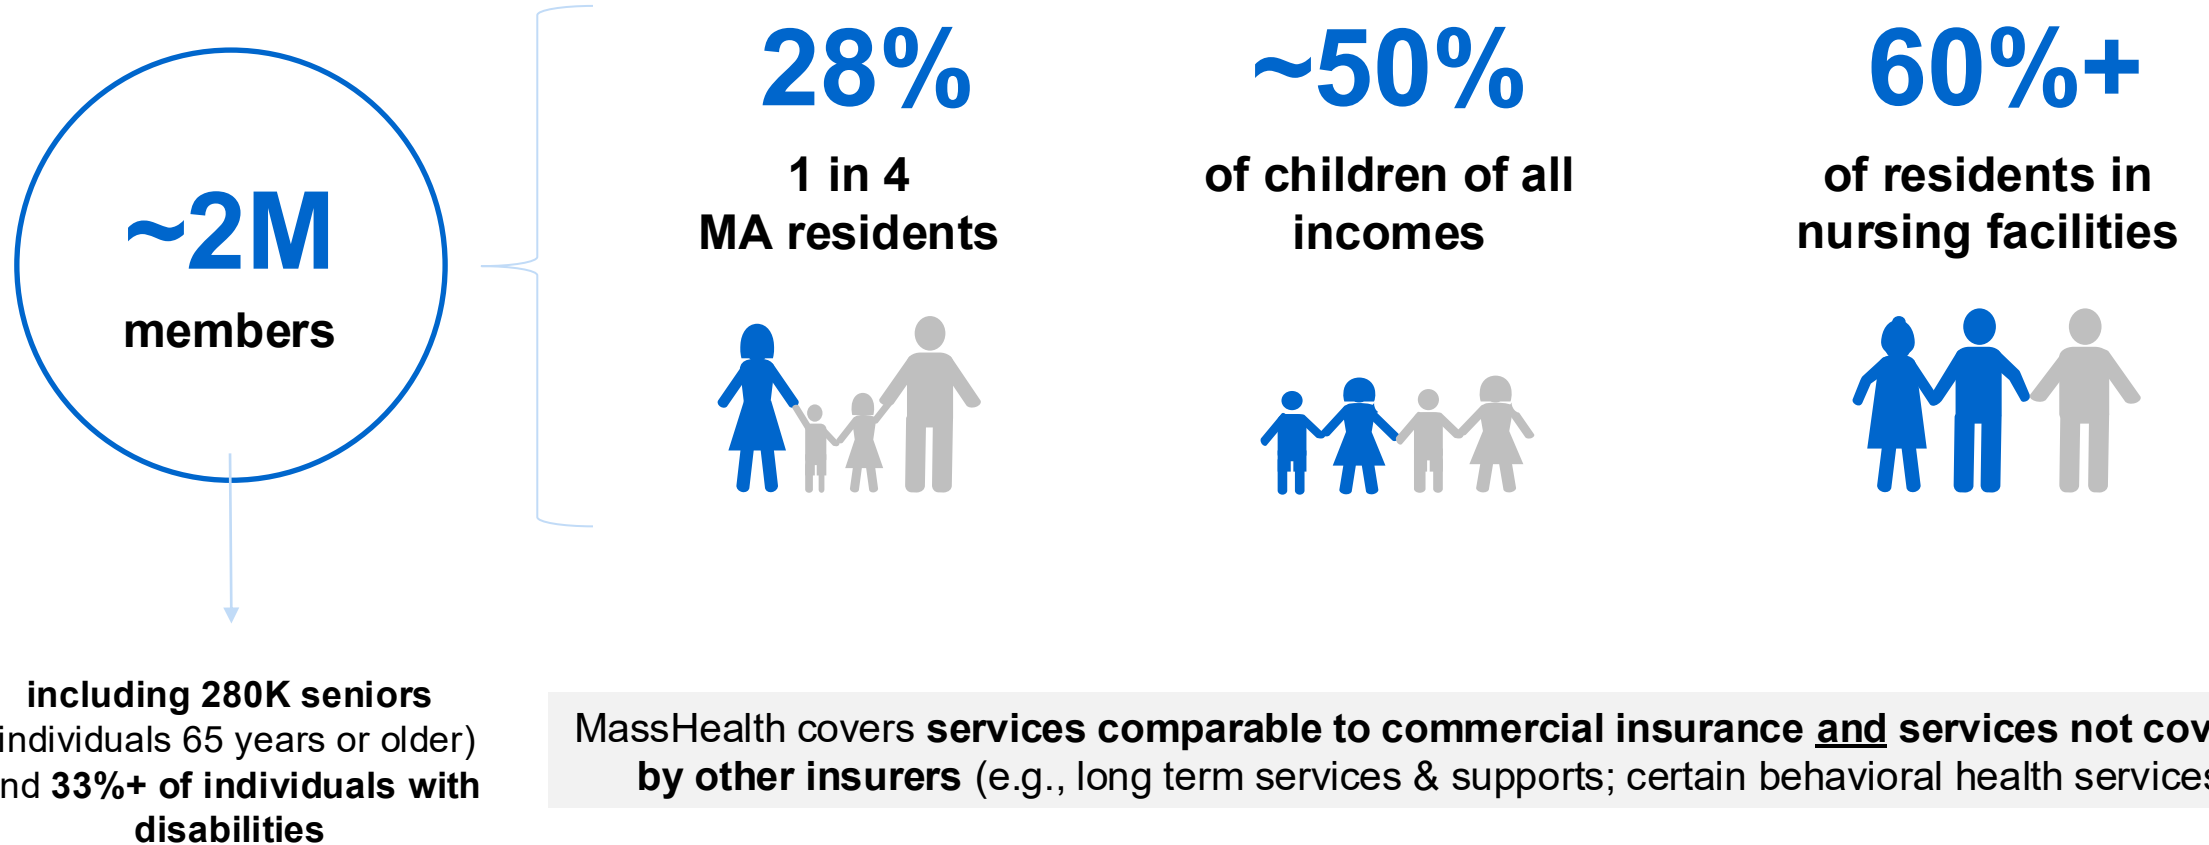 ~2M
members
28%
1 in 4
MA residents
~50%
of children of all
incomes
60%+
of residents in
nursing facilities
including 280K seniors
individuals 65 years or older)
nd 33%+ of individuals with
disabilities
MassHealth covers services comparable to commercial insurance and services not cov
by other insurers (e.g., long term services & supports; certain behavioral health services